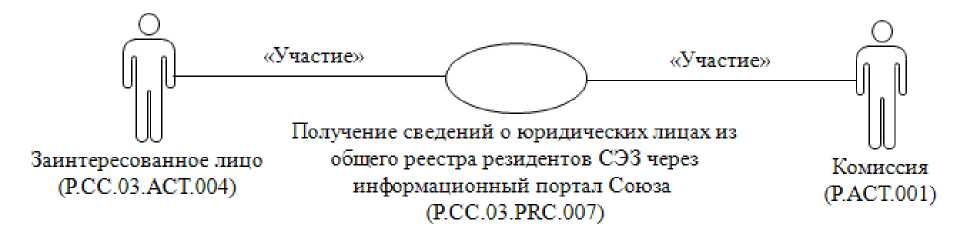 «Участие»
«Участие»
Заинтересованное лицо
(P.CC.03.ACT.004)
Получение сведений о юридических лицах из
общего реестра резидентов СЭЗ через
информационный портал Союза
(P.CC.03.PRC.007)
Комиссия
(P.ACT.001)